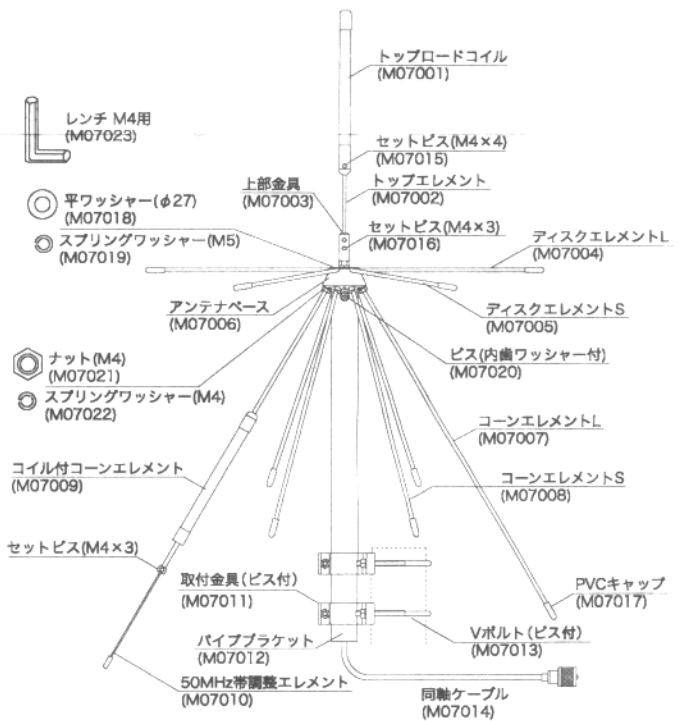 トップロードコイル
(M07001)
レンチ M4用
(M07023)
セットビス(M4×4)
(M07015)
トップエレメント
(M07002)
上部金具
(M07003)
平ワッシャー(φ27)
(M07018)
セットビス(M4×3)
(M07016)
スプリングワッシャー(M5)
(M07019)
ディスクエレメントL
(M07004)
アンテナベース
(M07006)
ディスクエレメントS
(M07005)
ナット(M4)
(M07021)
ビス(内歯ワッシャー付)
(M07020)
スプリングワッシャー(M4)
(M07022)
コーンエレメントL
(M07007)
コイル付コーンエレメント
(M07009)
コーンエレメントS
(M07008)
セットビス(M4×3)
取付金具(ビス付)
(M07011)
PVCキャップ
(M07017)
パイプブラケット
(M07012)
Vボルト(ビス付)
(M07013)
50MHz帯調整エレメント
(M07010)
同軸ケーブル
(M07014)